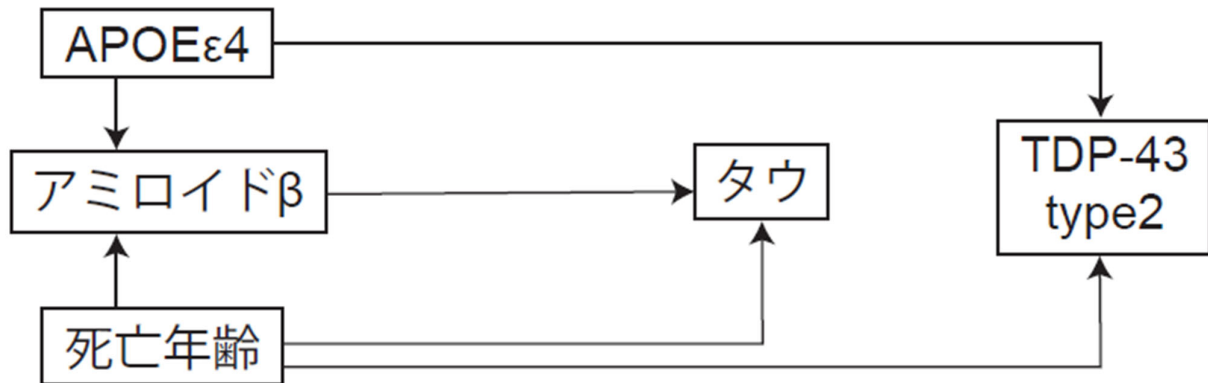 APOEε4
アミロイドβ
タウ
TDP-43
type2
死亡年齢